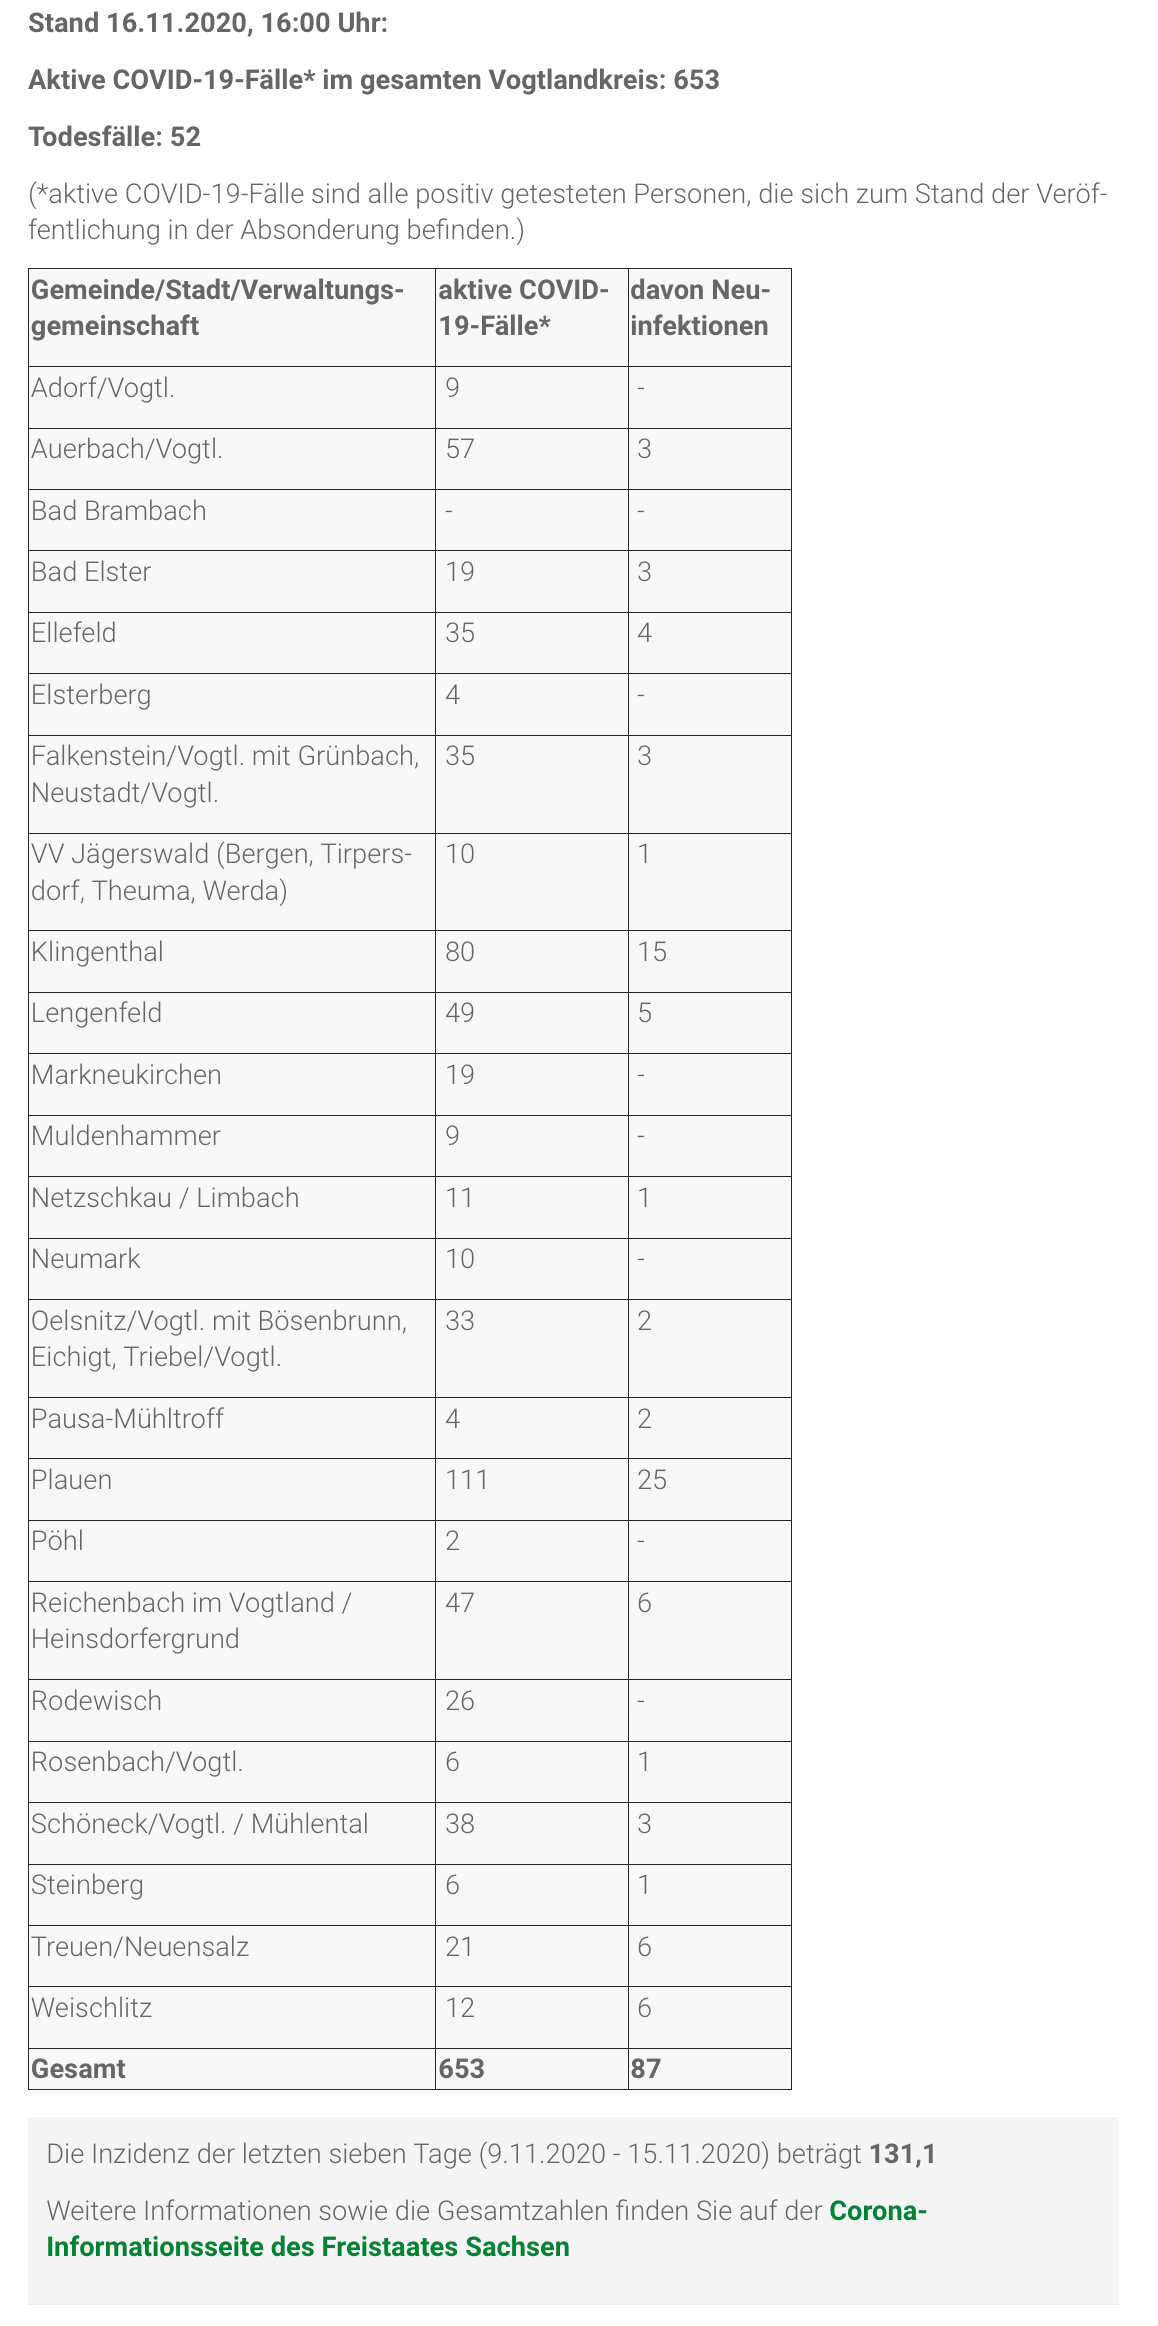 Stand 16.11.2020, 16:00 Uhr:
Aktive COVID-19-Fälle* im gesamten Vogtlandkreis: 653
Todesfälle: 52
(*aktive COVID-19-Fälle sind alle positiv getesteten Personen, die sich zum Stand der Veröf-
fentlichung in der Absonderung befinden.)
Gemeinde/Stadt/Verwaltungs- aktive COVID- davon Neu-
gemeinschaft 19-Fälle* infektionen
Adorf/Vogtl. 9 -
Auerbach/Vogtl. 57 3
Bad Brambach - -
Bad Elster 19 3
Ellefeld 35 4
Elsterberg 4 -
Falkenstein/Vogtl. mit Grünbach, 35 3
Neustadt/Vogtl.
VV Jägerswald (Bergen, Tirpers- 10 1
dorf, Theuma, Werda)
Klingenthal 80 15
Lengenfeld 49 5
Markneukirchen 19 -
Muldenhammer 9 -
Netzschkau / Limbach 11 1
Neumark 10 -
Oelsnitz/Vogtl. mit Bösenbrunn, 33 2
Eichigt, Triebel/Vogtl.
Pausa-Mühltroff 4 2
Plauen 111 25
Pöhl 2 -
Reichenbach im Vogtland / 47 6
Heinsdorfergrund
Rodewisch 26 -
Rosenbach/Vogtl. 6 1
Schöneck/Vogtl. / Mühlental 38 3
Steinberg 6 1
Treuen/Neuensalz 21 6
Weischlitz 12 6
Gesamt 653 87
Die Inzidenz der letzten sieben Tage (9.11.2020 - 15.11.2020) beträgt 131,1
Weitere Informationen sowie die Gesamtzahlen finden Sie auf der Corona-
Informationsseite des Freistaates Sachsen